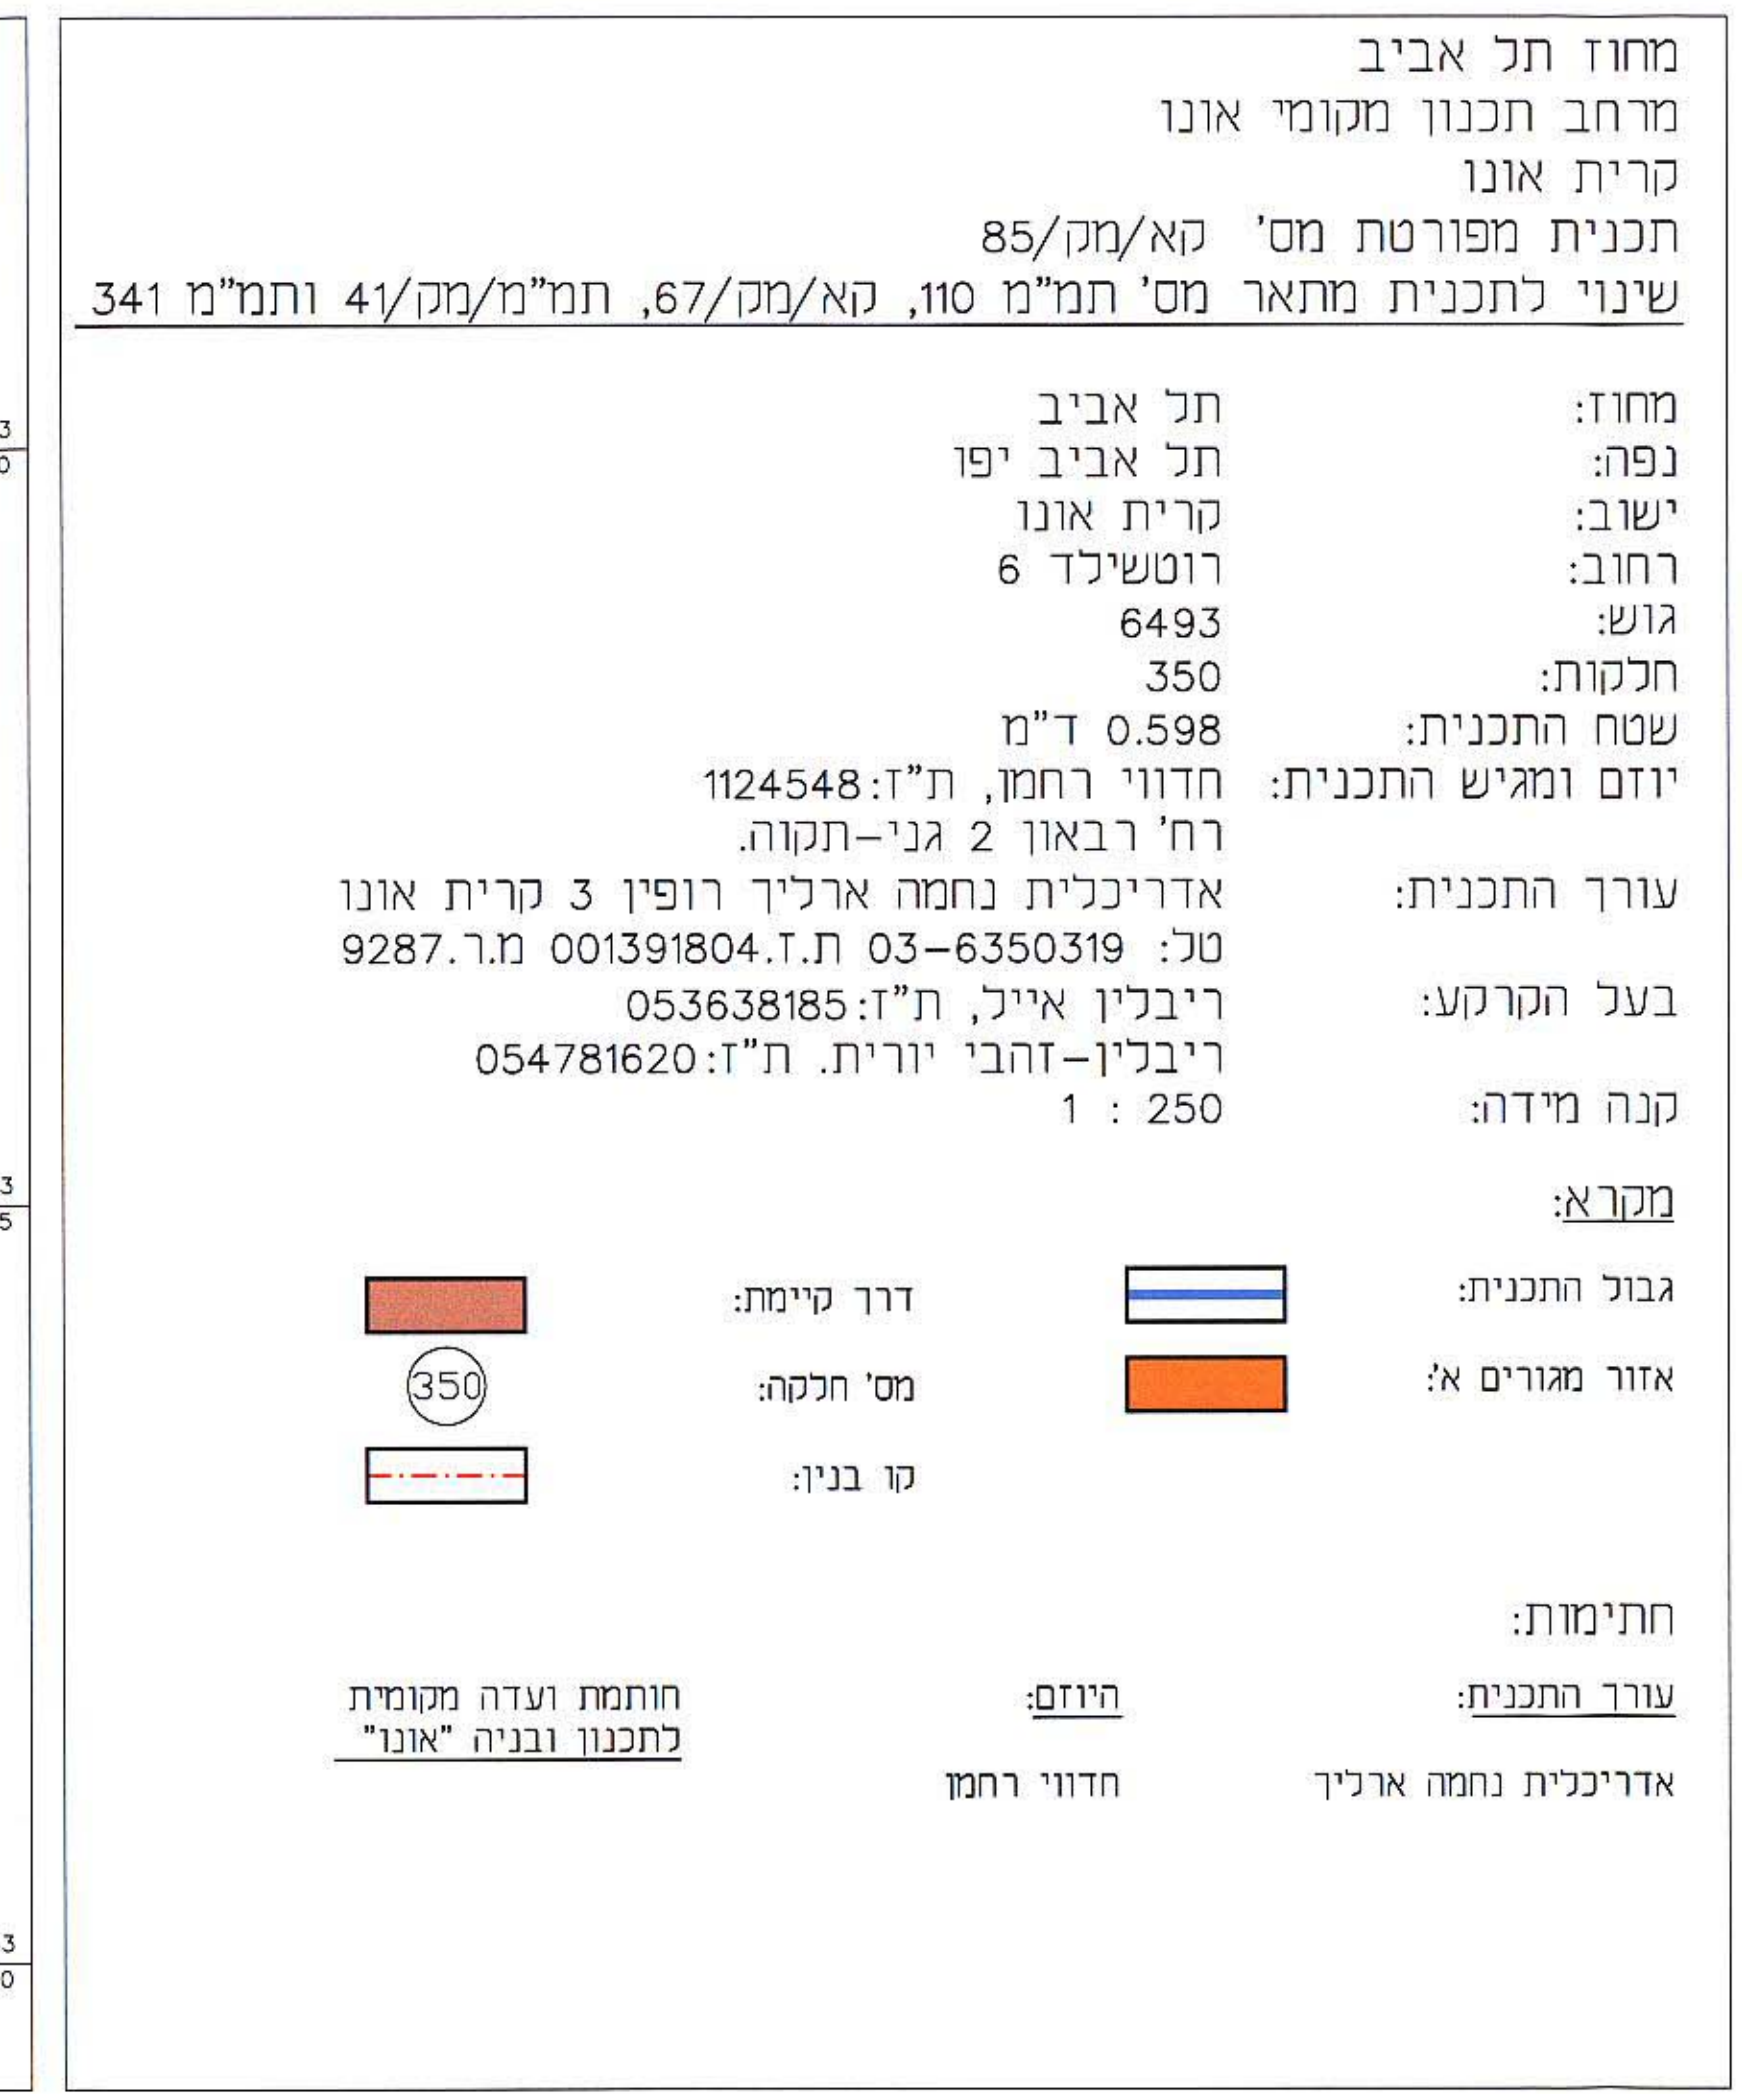 מחוז תל אביב
מרחב תכנון מקומי אונו
קרית אונו
תכנית מפורטת מס' קא/מק/85
שינוי לתכנית מתאר מס' תמ"מ 110, קא/מק/67, תמ"מ/מק/41 ותמ"מ 341
מחוז: תל אביב
נפה: תל אביב יפו
ישוב: קרית אונו
רחוב: רוטשילד 6
גוש: 6493
חלקות: 350
שטח התכנית: 0.598 ד"מ
יוזם ומגיש התכנית: חדווי רחמן, ת"ז:1124548
רח' רבאון 2 גני-תקוה.
עורך התכנית: אדריכלית נחמה ארליך רופין 3 קרית אונו
טל: 03-6350319 ת.ז.001391804 מ.ר.9287
בעל הקרקע: ריבלין אייל, ת"ז:053638185
ריבלין-זהבי יורית. ת"ז:054781620
קנה מידה: 1 : 250
מקרא:
גבול התכנית: דרך קיימת:
אזור מגורים א': מס' חלקה: 350
קו בנין:
חתימות:
עורך התכנית: היוזם: חותמת ועדה מקומית
לתכנון ובניה "אונו"
אדריכלית נחמה ארליך חדווי רחמן
3
0
3
5
3
0